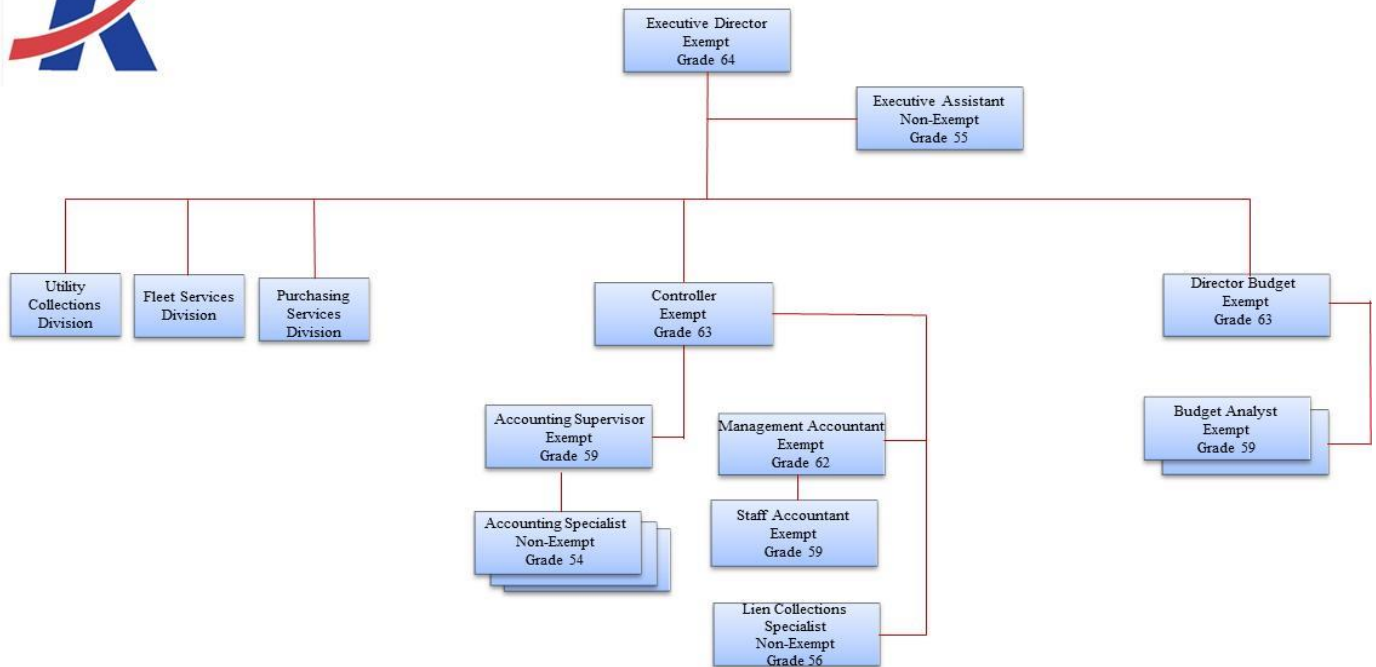 Executive Director
Exempt
Grade 64
Executive Assistant
Non-Exempt
Grade 55
Utility
Collections
Division
Fleet Services
Division
Purchasing
Services
Division
Controller
Exempt
Grade 63
Director Budget
Exempt
Grade 63
Accounting Supervisor
Exempt
Grade 59
Management Accountant
Exempt
Grade 62
Budget Analyst
Exempt
Grade 59
Accounting Specialist
Non-Exempt
Grade 54
Staff Accountant
Exempt
Grade 59
Lien Collections
Specialist
Non-Exempt
Grade 56